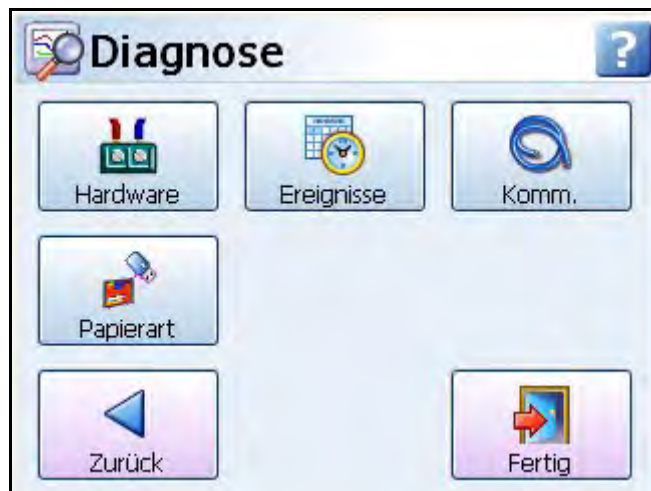 Diagnose
?
Hardware
Ereignisse
Komm.
Papierart
Zurück
Fertig